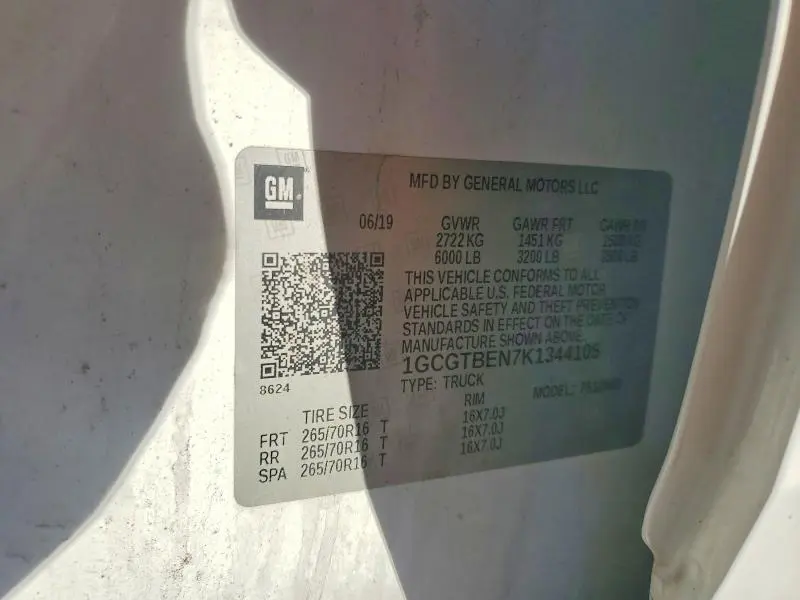 GM
MFD BY GENERAL MOTORS LLC
06/19 GVWR GAWR FRT GAWR RR
2722 KG 1451 KG
6000 LB 3200 LB LB
THIS VEHICLE CONFORMS TO ALL
APPLICABLE U.S. FEDERAL MOTOR
VEHICLE SAFETY AND THEFT PREVENTION
STANDARDS IN EFFECT ON THE DATE OF
MANUFACTURE SHOWN ABOVE.
1GCGTBEN7K1344105
8624
TYPE: TRUCK MODEL:
TIRE SIZE RIM
FRT 265/70R16 T 16X7.0J
RR 265/70R16 T 16X7.0J
SPA 265/70R16 T 16X7.0J